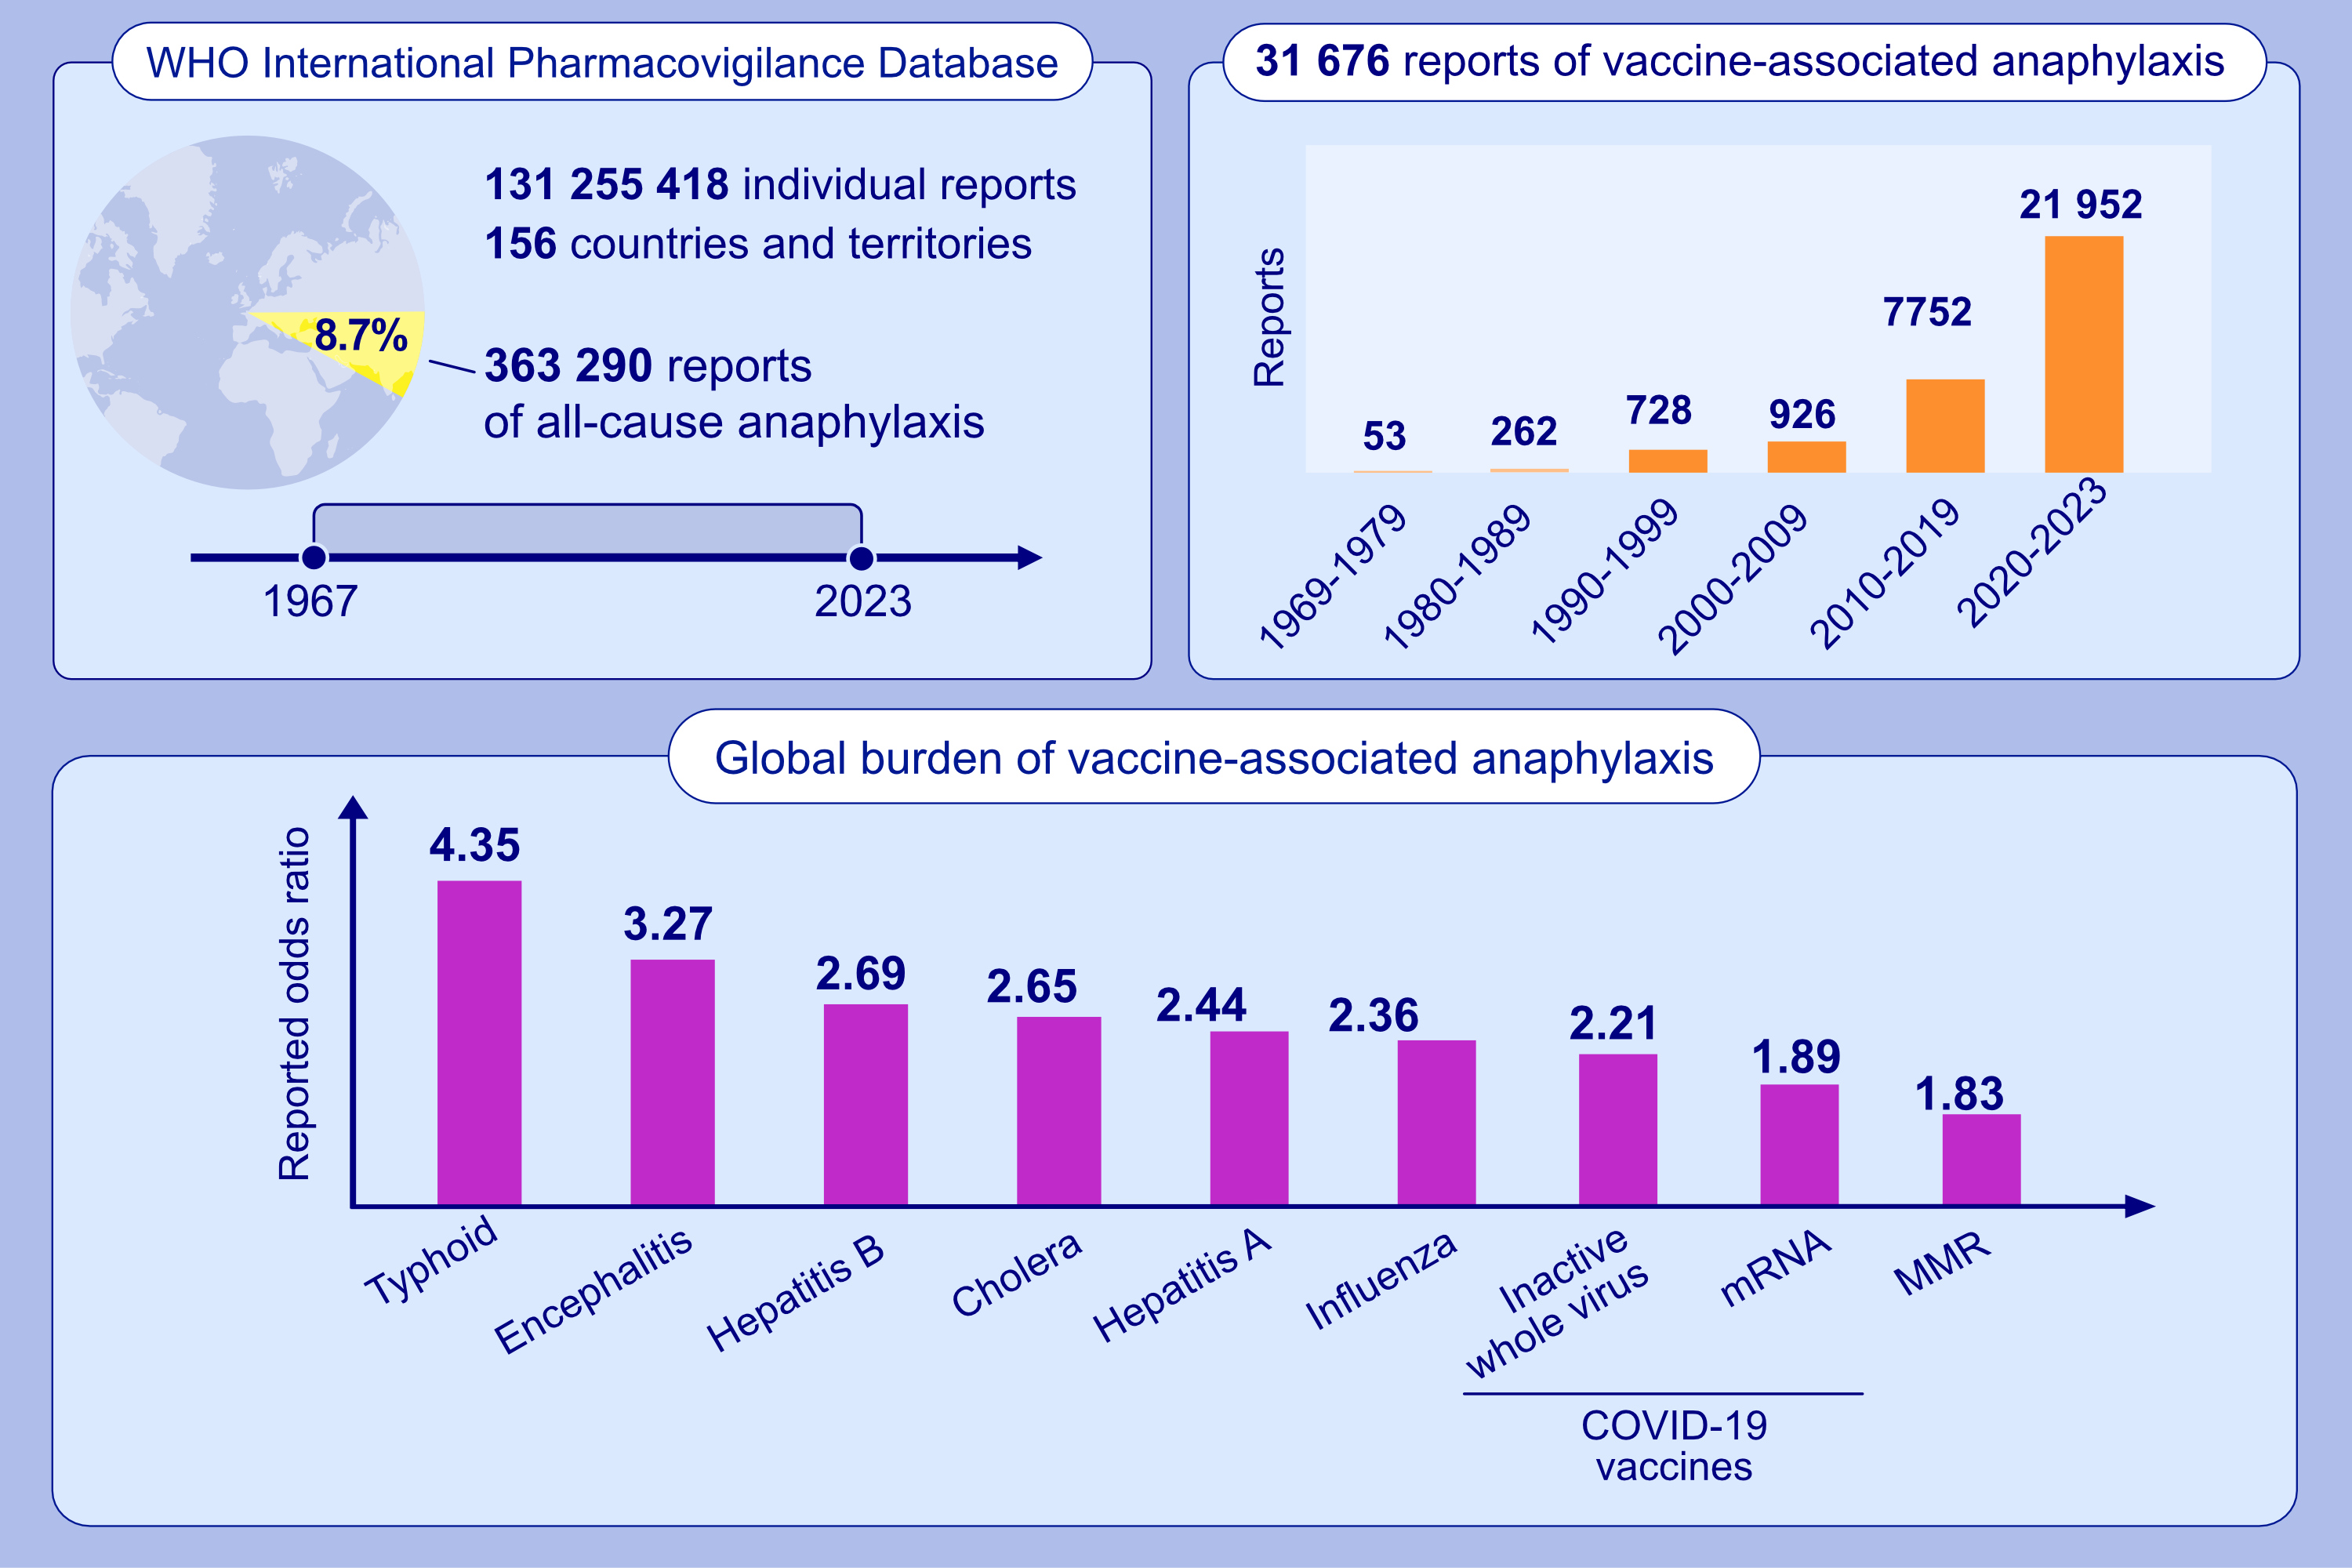 WHO International Pharmacovigilance Database
131 255 418 individual reports
156 countries and territories
8.7%
363 290 reports
of all-cause anaphylaxis
1967
2023
31 676 reports of vaccine-associated anaphylaxis
Reports
53
262
728
926
7752
21 952
1969-1979
1980-1989
1990-1999
2000-2009
2010-2019
2020-2023
Global burden of vaccine-associated anaphylaxis
Reported odds ratio
4.35
3.27
2.69
2.65
2.44
2.36
2.21
1.89
1.83
Typhoid
Encephalitis
Hepatitis B
Cholera
Hepatitis A
Influenza
Inactive
whole virus
mRNA
MMR
COVID-19
vaccines